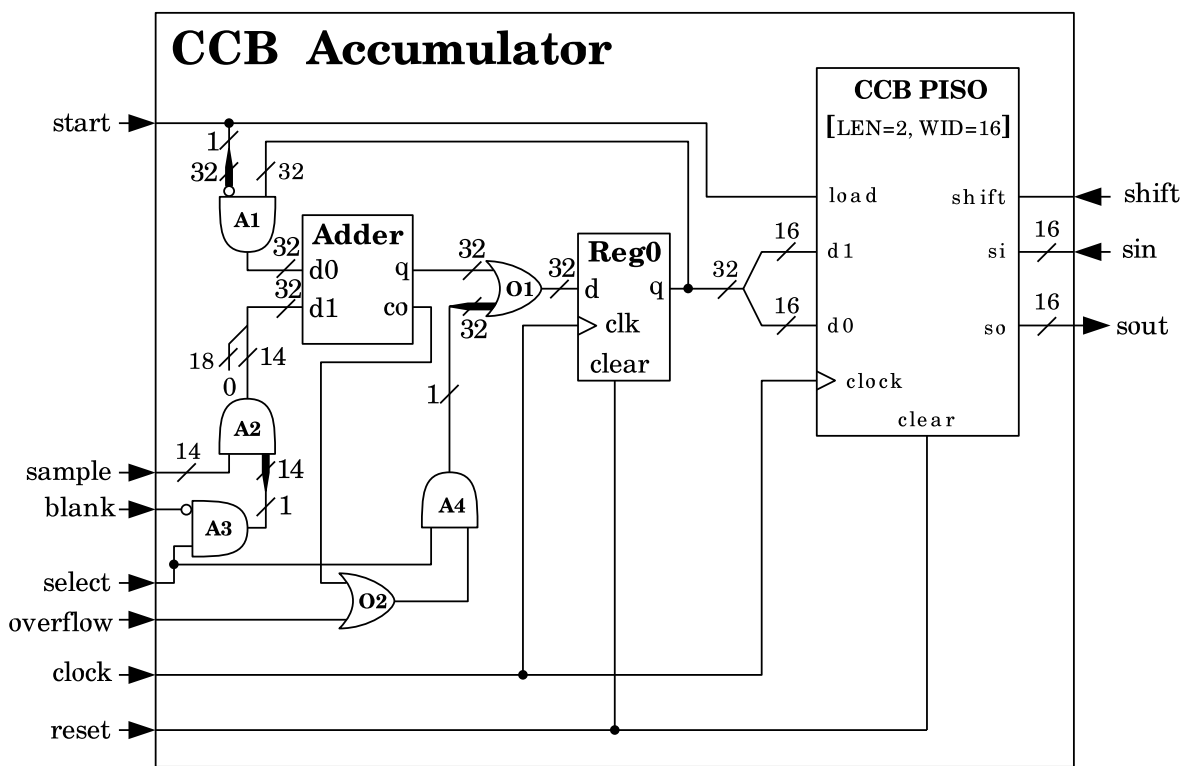 CCB Accumulator
CCB PISO
[LEN=2, WID=16]
start
1
32
32
load
shift
shift
A1
Adder
32
d0
q
32
O1
32
Reg0
d
q
32
16
d1
si
16
sin
32
d1
co
32
clk
16
d0
so
16
sout
18
14
0
clear
1
clock
A2
clear
sample
14
14
blank
A3
1
A4
select
O2
overflow
clock
reset